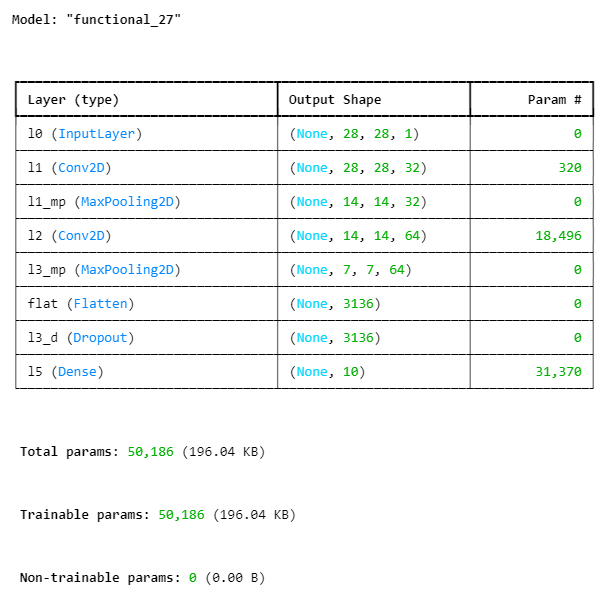 Model: "functional_27"
Layer (type) Output Shape Param #
l0 (InputLayer) (None, 28, 28, 1) 0
l1 (Conv2D) (None, 28, 28, 32) 320
l1_mp (MaxPooling2D) (None, 14, 14, 32) 0
l2 (Conv2D) (None, 14, 14, 64) 18,496
l3_mp (MaxPooling2D) (None, 7, 7, 64) 0
flat (Flatten) (None, 3136) 0
l3_d (Dropout) (None, 3136) 0
l5 (Dense) (None, 10) 31,370
Total params: 50,186 (196.04 KB)
Trainable params: 50,186 (196.04 KB)
Non-trainable params: 0 (0.00 B)